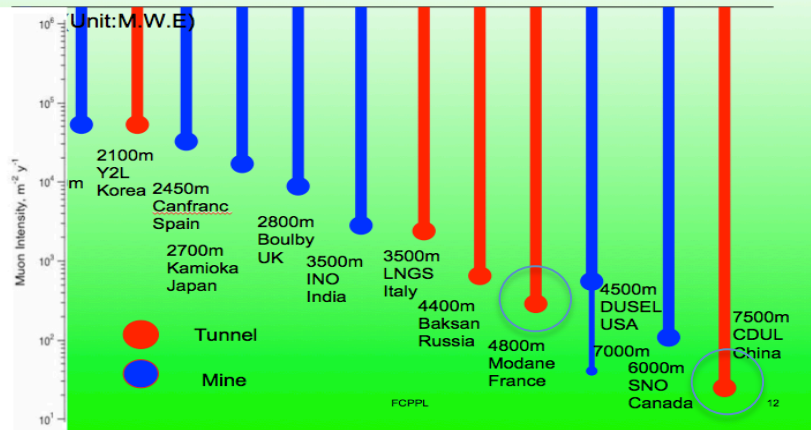 (Unit:M.W.E)
Muon Intensity, m⁻² y⁻¹
10⁶
10⁵
10⁴
10³
10²
10¹
m
2100m
Y2L
Korea
2450m
Canfranc
Spain
2700m
Kamioka
Japan
2800m
Boulby
UK
3500m
INO
India
3500m
LNGS
Italy
4400m
Baksan
Russia
4800m
Modane
France
4500m
DUSEL
USA
7000m
6000m
SNO
Canada
7500m
CDUL
China
Tunnel
Mine
FCPPL
12